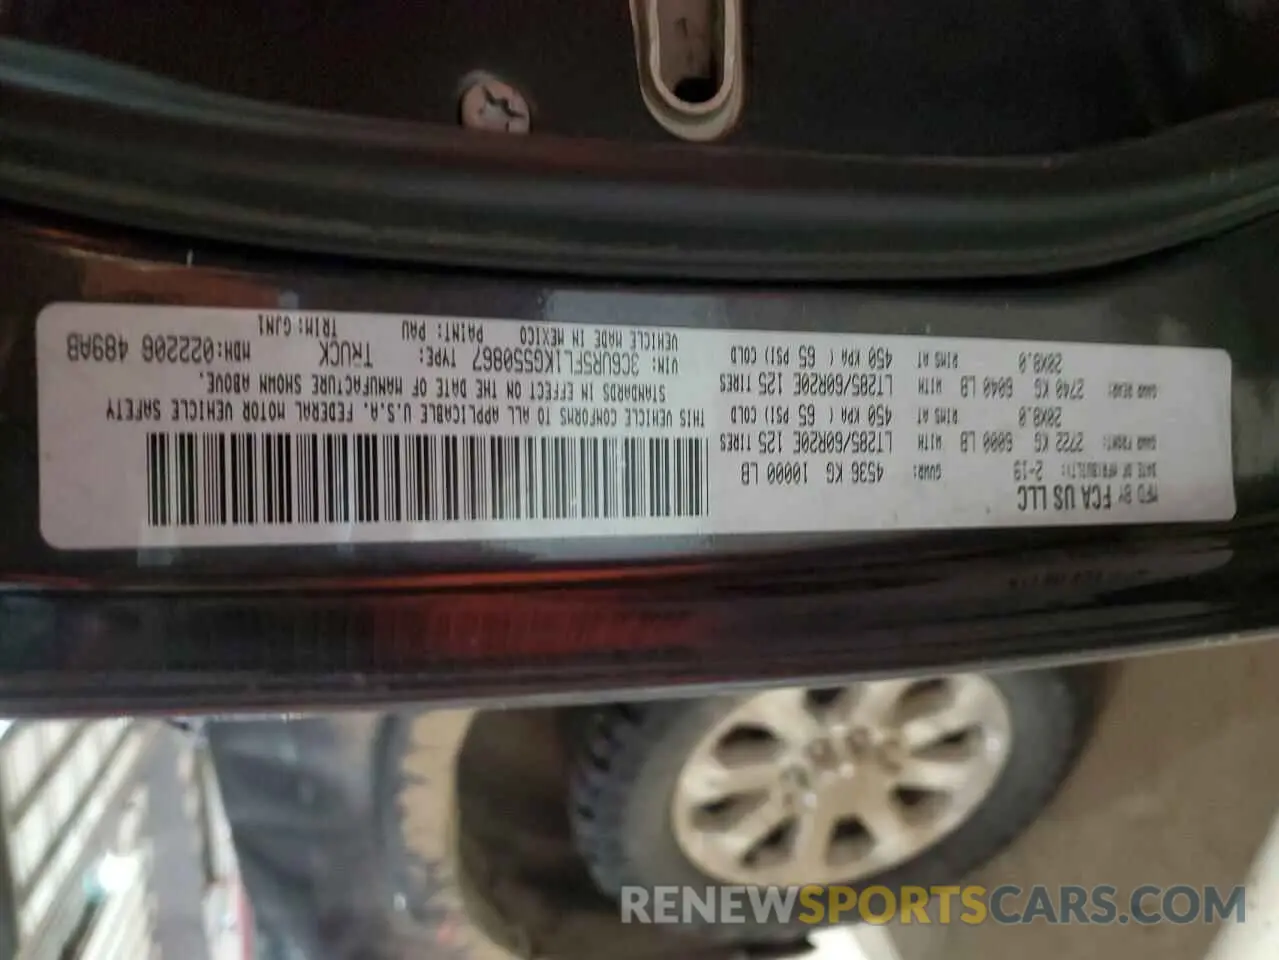 MFD BY FCA US LLC
DATE OF MFR(BUILT): 2-19 GVWR: 4536 KG 10000 LB
GAWR FRONT: 2722 KG 6000 LB WITH LT285/60R20E 125 TIRES
20X8.0 RIMS AT 450 KPA ( 65 PSI) COLD
GAWR REAR: 2740 KG 6040 LB WITH LT285/60R20E 125 TIRES
20X8.0 RIMS AT 450 KPA ( 65 PSI) COLD
THIS VEHICLE CONFORMS TO ALL APPLICABLE U.S.A. FEDERAL MOTOR VEHICLE SAFETY
STANDARDS IN EFFECT ON THE DATE OF MANUFACTURE SHOWN ABOVE.
VIN: 3C6UR5FL1KG550867 TYPE: TRUCK MDH:022206 489AB
VEHICLE MADE IN MEXICO PAINT: PAU TRIM:GJN1
RENEWSPORTSCARS.COM